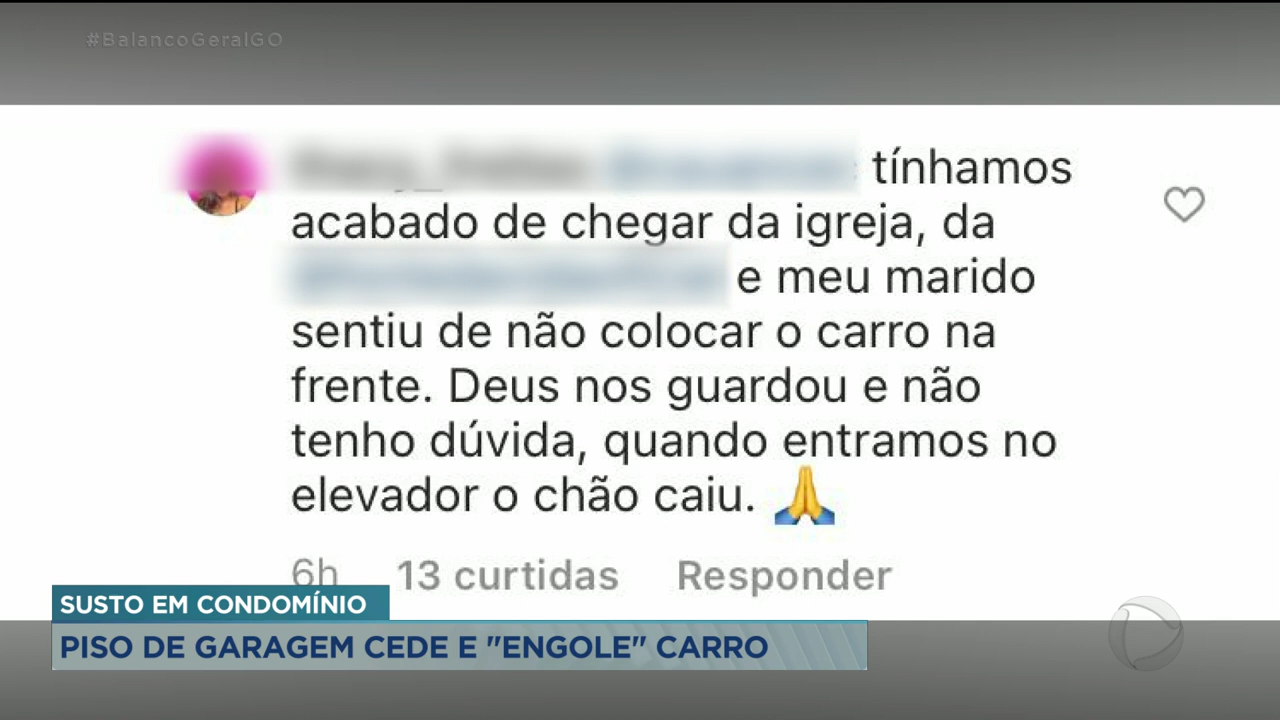 #BalancoGeralGO
tínhamos
acabado de chegar da igreja, da
e meu marido
sentiu de não colocar o carro na
frente. Deus nos guardou e não
tenho dúvida, quando entramos no
elevador o chão caiu. 🙏
6h 13 curtidas Responder
SUSTO EM CONDOMÍNIO
PISO DE GARAGEM CEDE E "ENGOLE" CARRO